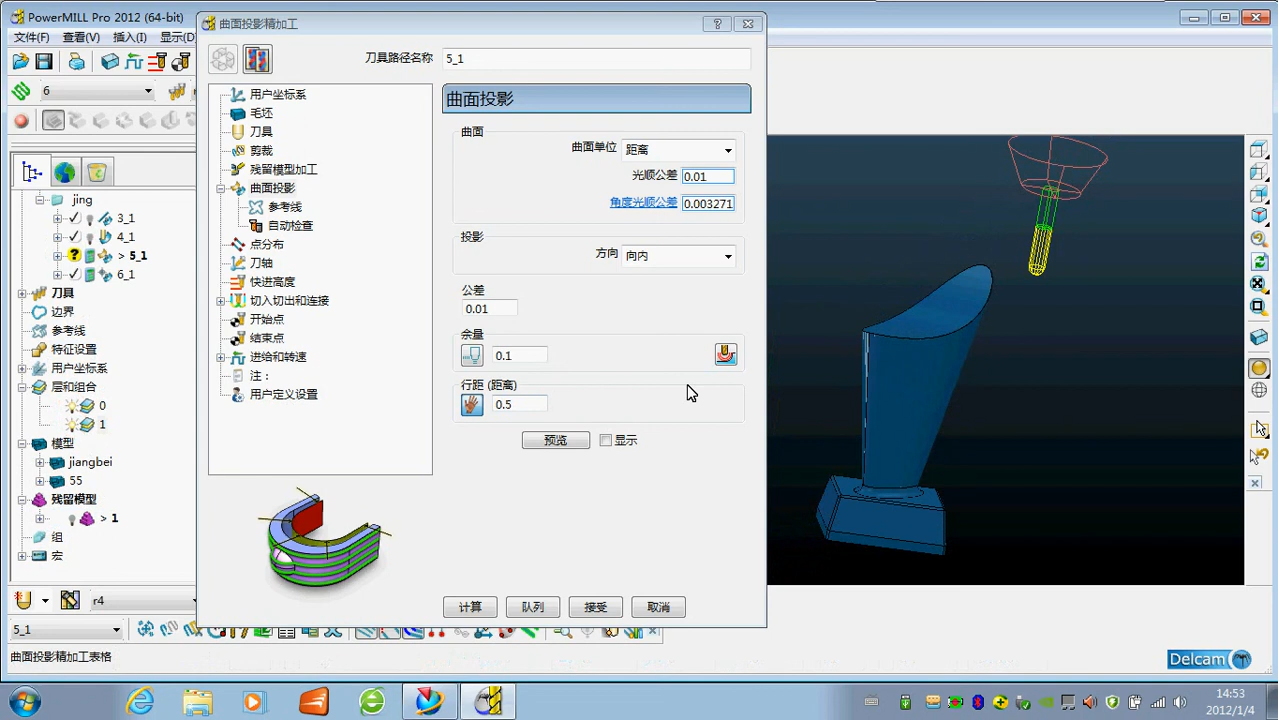 PowerMILL Pro 2012 (64-bit)
文件(F) 查看(V) 插入(I) 显示(D)
6
jing
3_1
4_1
> 5_1
6_1
刀具
边界
参考线
特征设置
用户坐标系
层和组合
0
1
模型
jiangbei
55
残留模型
> 1
组
宏
r4
5_1
曲面投影精加工表格
曲面投影精加工
刀具路径名称 5_1
用户坐标系
毛坯
刀具
剪裁
残留模型加工
曲面投影
参考线
自动检查
点分布
刀轴
快进高度
切入切出和连接
开始点
结束点
进给和转速
注：
用户定义设置
曲面投影
曲面
曲面单位 距离
光顺公差 0.01
角度光顺公差 0.003271
投影
方向 向内
公差
0.01
余量
0.1
行距 (距离)
0.5
预览 显示
计算 队列 接受 取消
Delcam
14:53
2012/1/4